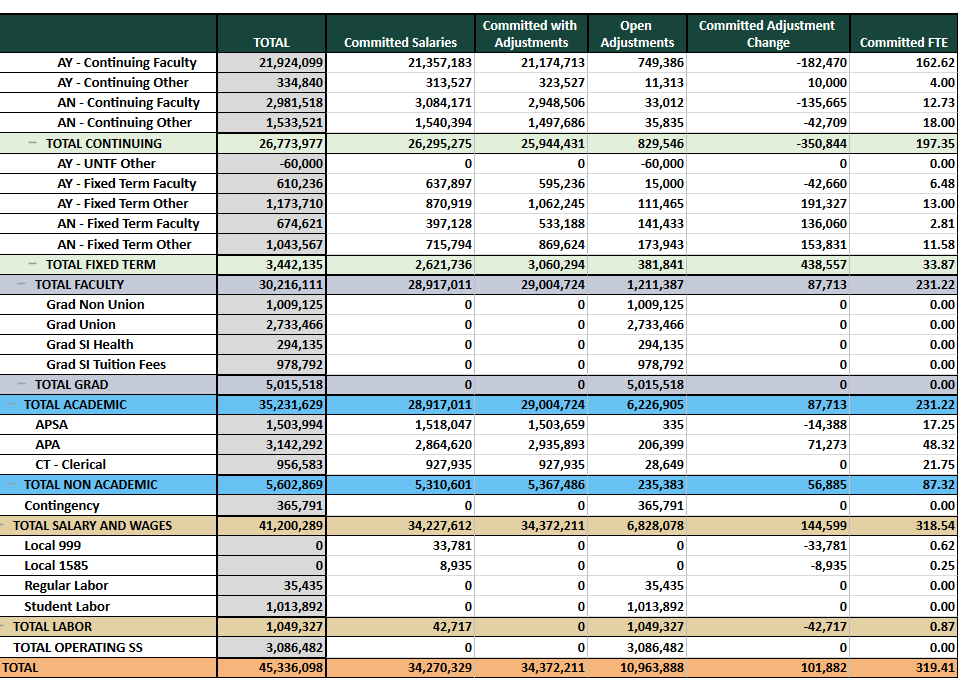 TOTAL Committed Salaries Committed with Adjustments Open Adjustments Committed Adjustment Change Committed FTE
AY - Continuing Faculty 21,924,099 21,357,183 21,174,713 749,386 -182,470 162.62
AY - Continuing Other 334,840 313,527 323,527 11,313 10,000 4.00
AN - Continuing Faculty 2,981,518 3,084,171 2,948,506 33,012 -135,665 12.73
AN - Continuing Other 1,533,521 1,540,394 1,497,686 35,835 -42,709 18.00
TOTAL CONTINUING 26,773,977 26,295,275 25,944,431 829,546 -350,844 197.35
AY - UNTF Other -60,000 0 0 -60,000 0 0.00
AY - Fixed Term Faculty 610,236 637,897 595,236 15,000 -42,660 6.48
AY - Fixed Term Other 1,173,710 870,919 1,062,245 111,465 191,327 13.00
AN - Fixed Term Faculty 674,621 397,128 533,188 141,433 136,060 2.81
AN - Fixed Term Other 1,043,567 715,794 869,624 173,943 153,831 11.58
TOTAL FIXED TERM 3,442,135 2,621,736 3,060,294 381,841 438,557 33.87
TOTAL FACULTY 30,216,111 28,917,011 29,004,724 1,211,387 87,713 231.22
Grad Non Union 1,009,125 0 0 1,009,125 0 0.00
Grad Union 2,733,466 0 0 2,733,466 0 0.00
Grad SI Health 294,135 0 0 294,135 0 0.00
Grad SI Tuition Fees 978,792 0 0 978,792 0 0.00
TOTAL GRAD 5,015,518 0 0 5,015,518 0 0.00
TOTAL ACADEMIC 35,231,629 28,917,011 29,004,724 6,226,905 87,713 231.22
APSA 1,503,994 1,518,047 1,503,659 335 -14,388 17.25
APA 3,142,292 2,864,620 2,935,893 206,399 71,273 48.32
CT - Clerical 956,583 927,935 927,935 28,649 0 21.75
TOTAL NON ACADEMIC 5,602,869 5,310,601 5,367,486 235,383 56,885 87.32
Contingency 365,791 0 0 365,791 0 0.00
TOTAL SALARY AND WAGES 41,200,289 34,227,612 34,372,211 6,828,078 144,599 318.54
Local 999 0 33,781 0 0 -33,781 0.62
Local 1585 0 8,935 0 0 -8,935 0.25
Regular Labor 35,435 0 0 35,435 0 0.00
Student Labor 1,013,892 0 0 1,013,892 0 0.00
TOTAL LABOR 1,049,327 42,717 0 1,049,327 -42,717 0.87
TOTAL OPERATING SS 3,086,482 0 0 3,086,482 0 0.00
TOTAL 45,336,098 34,270,329 34,372,211 10,963,888 101,882 319.41